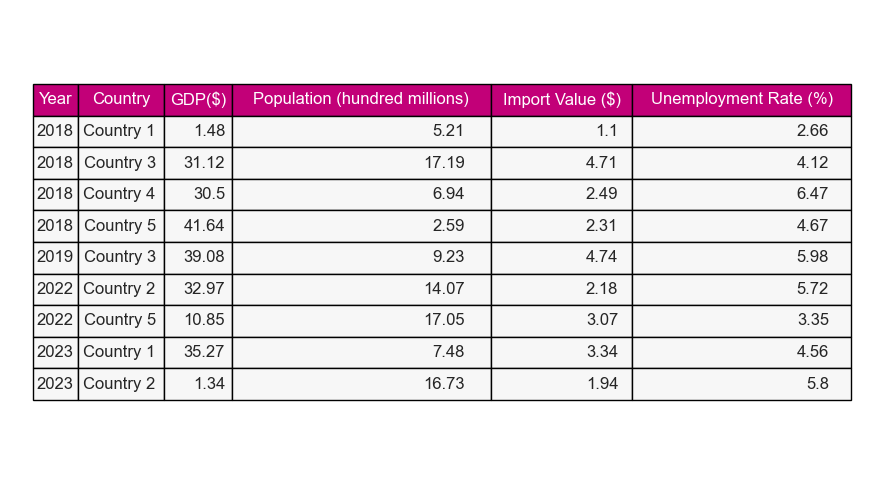 Year Country GDP($) Population (hundred millions) Import Value ($) Unemployment Rate (%)
2018 Country 1 1.48 5.21 1.1 2.66
2018 Country 3 31.12 17.19 4.71 4.12
2018 Country 4 30.5 6.94 2.49 6.47
2018 Country 5 41.64 2.59 2.31 4.67
2019 Country 3 39.08 9.23 4.74 5.98
2022 Country 2 32.97 14.07 2.18 5.72
2022 Country 5 10.85 17.05 3.07 3.35
2023 Country 1 35.27 7.48 3.34 4.56
2023 Country 2 1.34 16.73 1.94 5.8